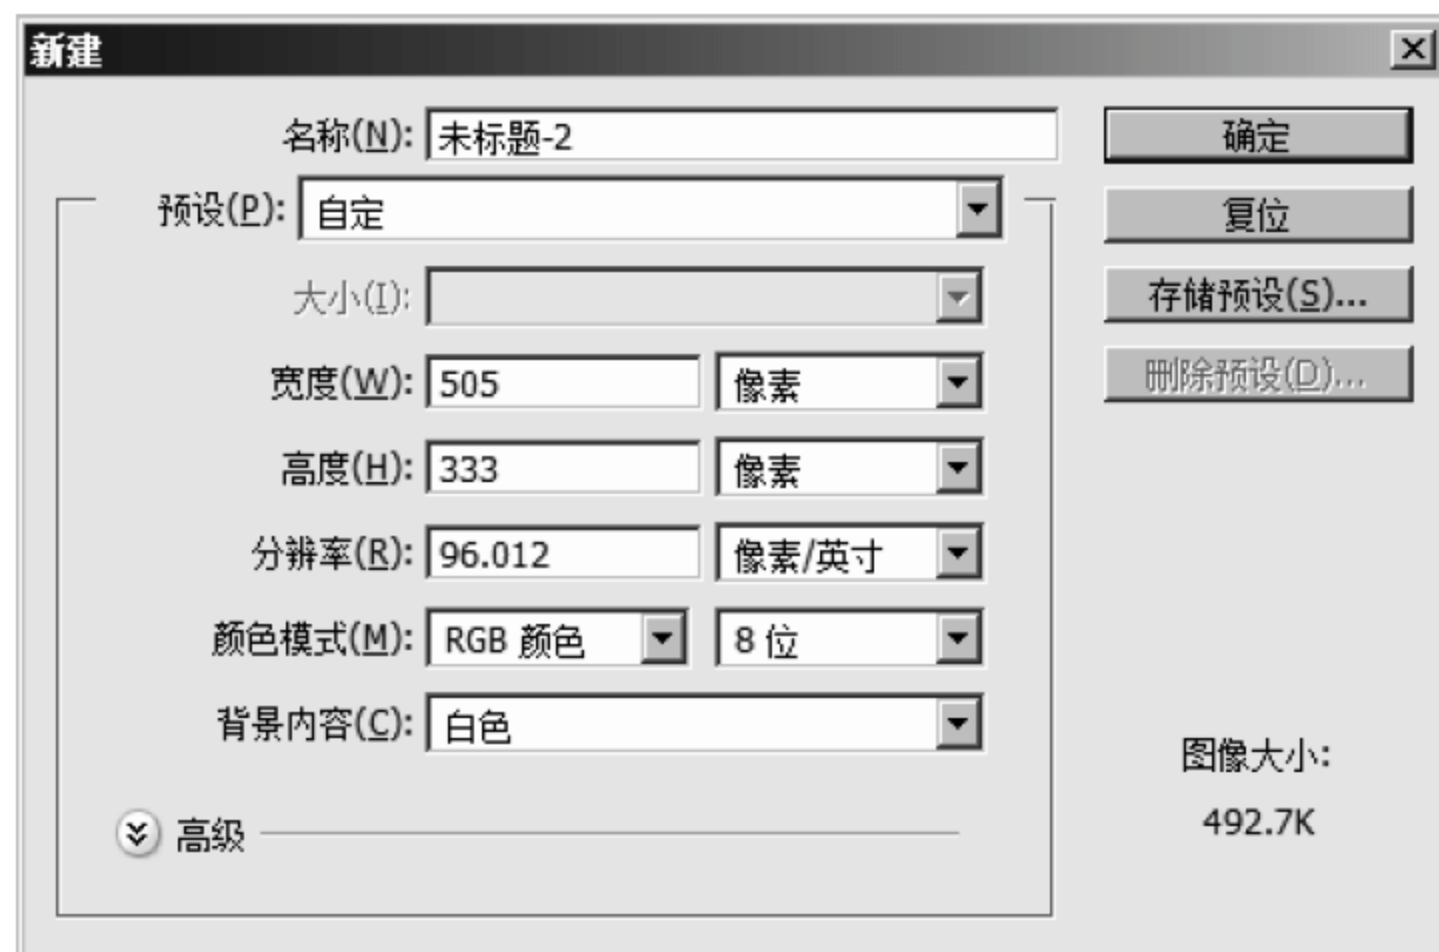 新建
名称(N): 未标题-2
确定
预设(P): 自定
复位
大小(I):
存储预设(S)...
宽度(W): 505 像素
删除预设(D)...
高度(H): 333 像素
分辨率(R): 96.012 像素/英寸
颜色模式(M): RGB 颜色 8 位
背景内容(C): 白色
图像大小:
492.7K
高级